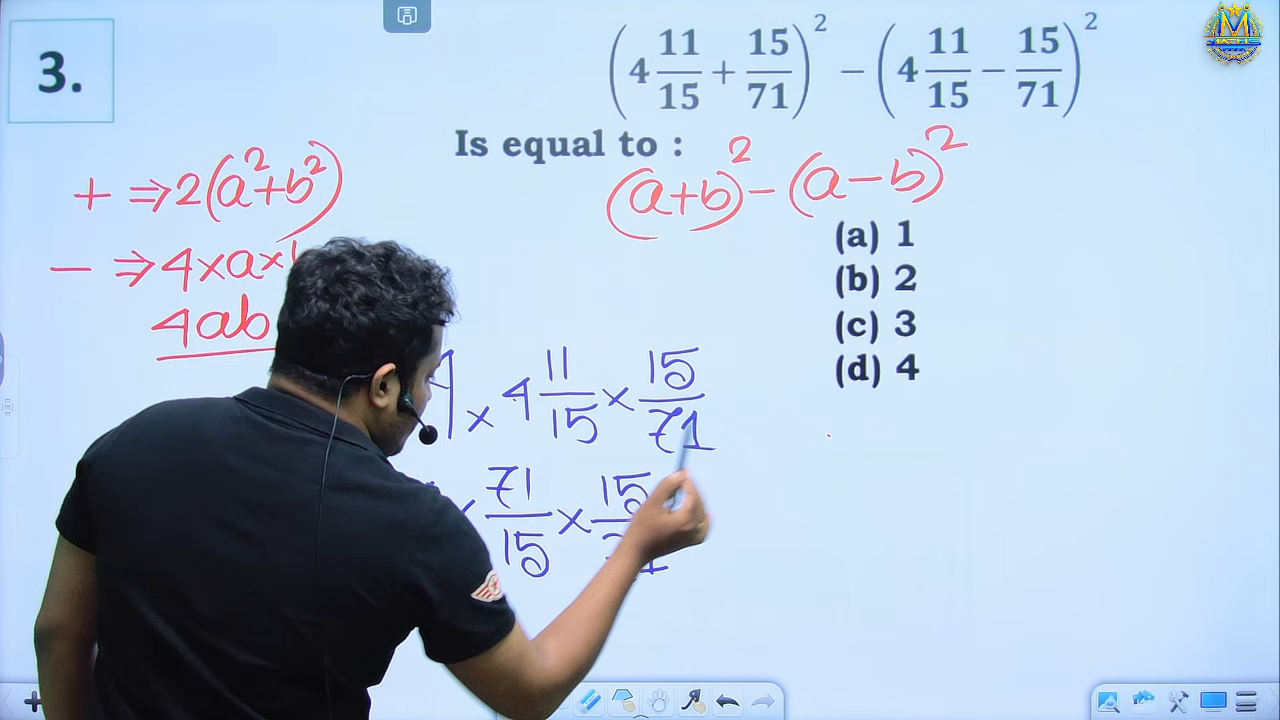 3.
(4 11/15 + 15/71)² − (4 11/15 − 15/71)²
Is equal to :
(a+b)² − (a−b)²
(a) 1
(b) 2
(c) 3
(d) 4
+ ⇒ 2(a²+b²)
− ⇒ 4×a×
4ab
× 4 11/15 × 15/71
× 71/15 × 15/
M